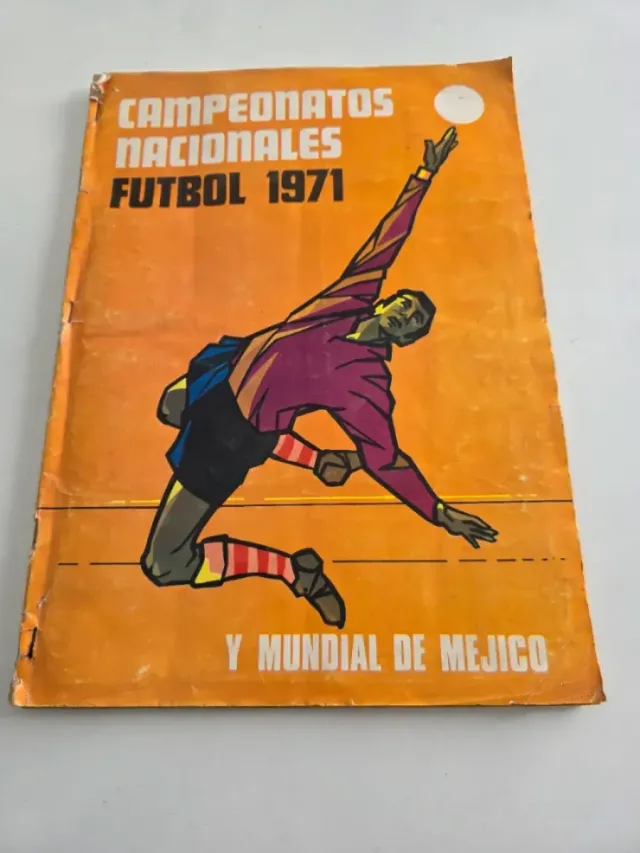 CAMPEONATOS
NACIONALES
FUTBOL 1971
Y MUNDIAL DE MEJICO